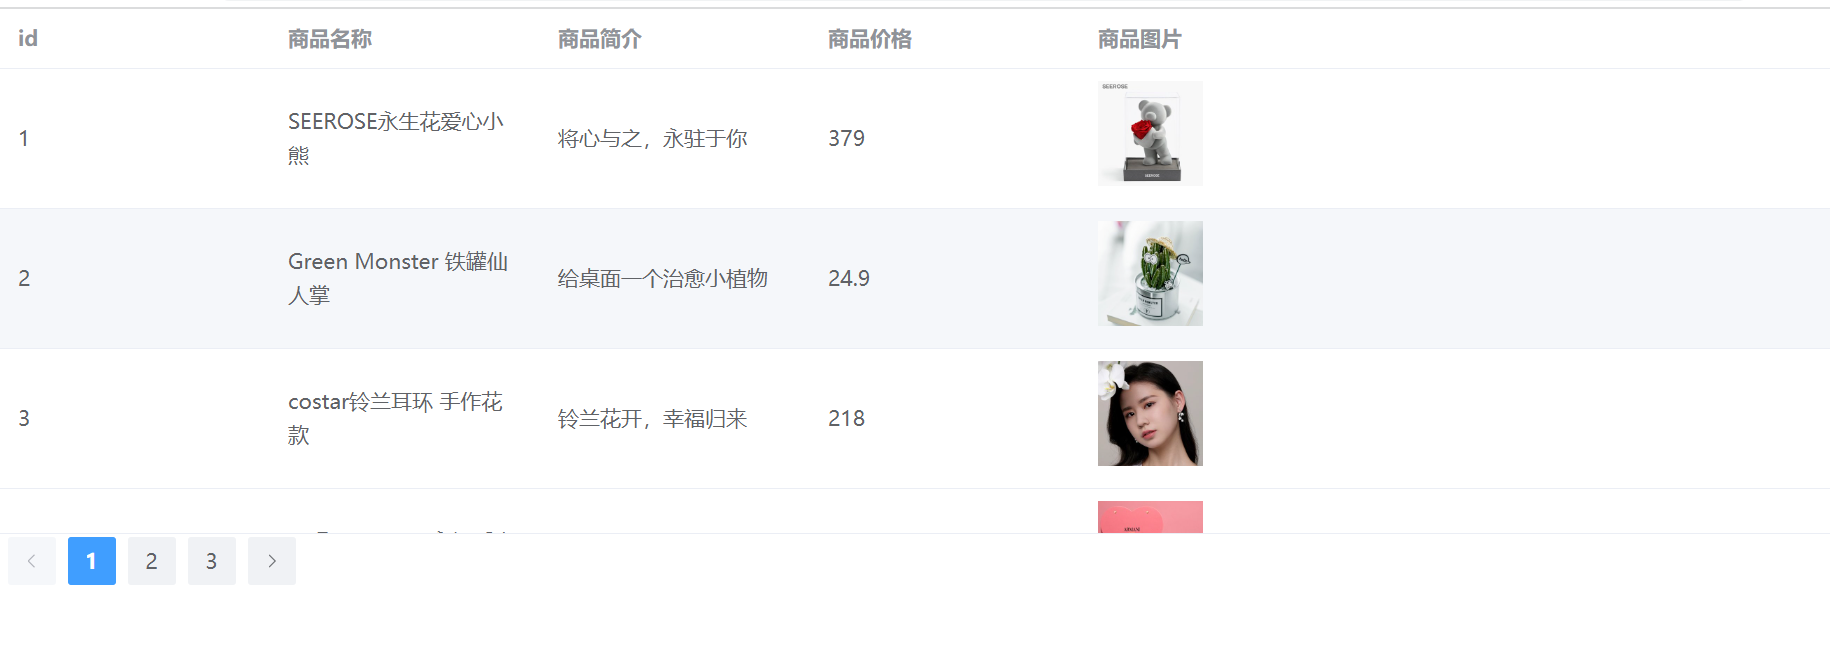 id 商品名称 商品简介 商品价格 商品图片
SEEROSE
1 SEEROSE永生花爱心小熊 将心与之，永驻于你 379
SEEROSE
2 Green Monster 铁罐仙人掌 给桌面一个治愈小植物 24.9
3 costar铃兰耳环 手作花款 铃兰花开，幸福归来 218
1 2 3